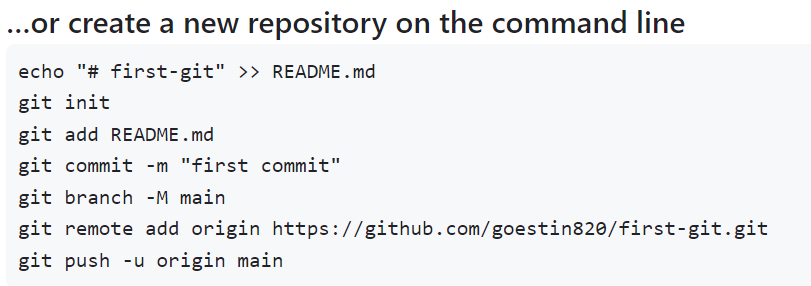 ...or create a new repository on the command line
echo "# first-git" >> README.md
git init
git add README.md
git commit -m "first commit"
git branch -M main
git remote add origin https://github.com/goestin820/first-git.git
git push -u origin main